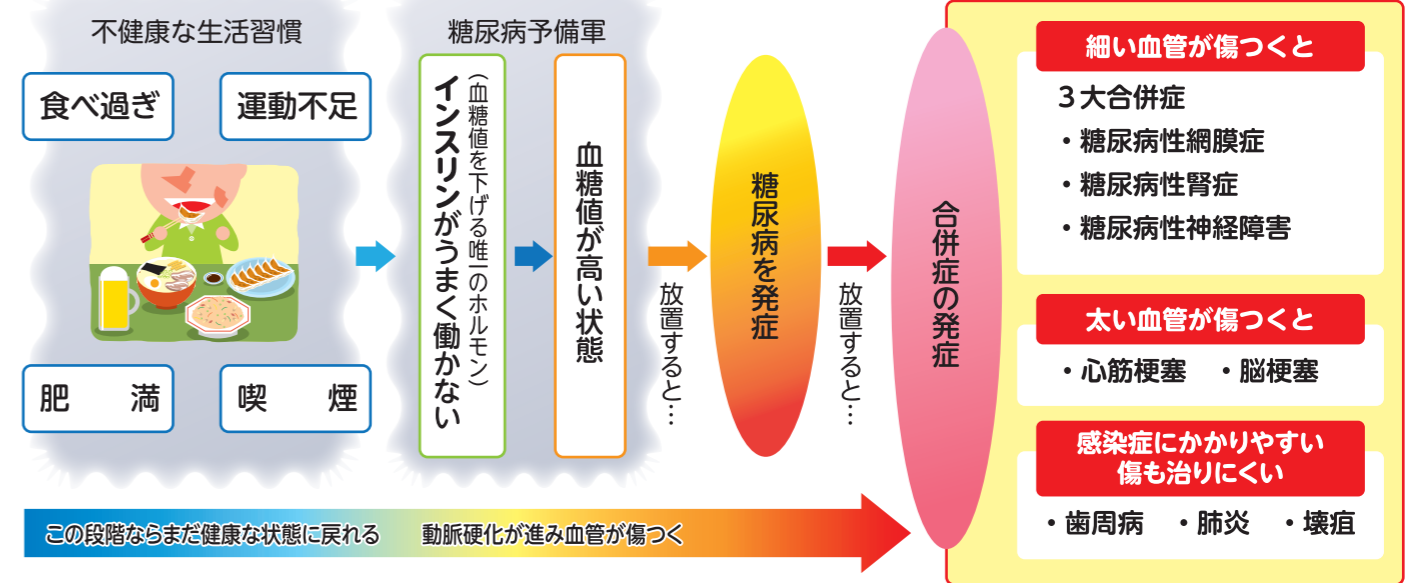 不健康な生活習慣
食べ過ぎ
運動不足
肥　満
喫　煙
糖尿病予備軍
（血糖値を下げる唯一のホルモン）
インスリンがうまく働かない
血糖値が高い状態
放置すると…
糖尿病を発症
放置すると…
合併症の発症
細い血管が傷つくと
３大合併症
・糖尿病性網膜症
・糖尿病性腎症
・糖尿病性神経障害
太い血管が傷つくと
・心筋梗塞　・脳梗塞
感染症にかかりやすい
傷も治りにくい
・歯周病　・肺炎　・壊疽
この段階ならまだ健康な状態に戻れる　動脈硬化が進み血管が傷つく